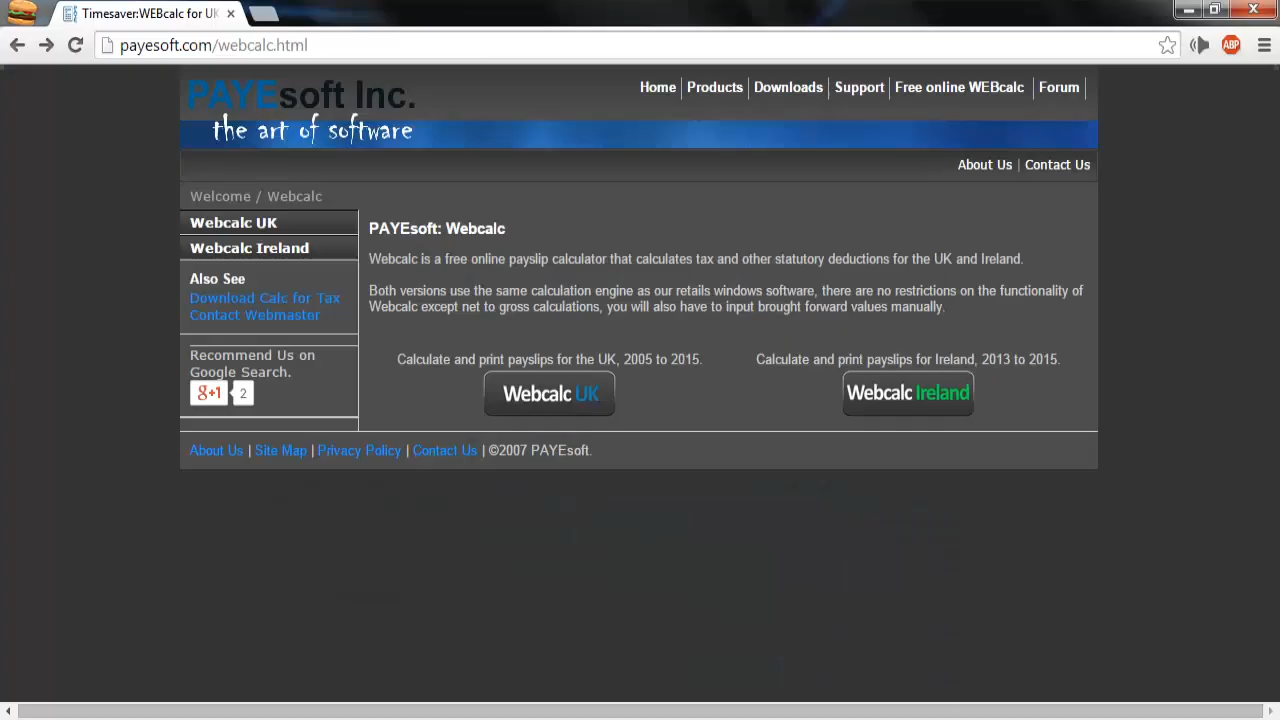 Timesaver:WEBcalc for UK
payesoft.com/webcalc.html
ABP
PAYEsoft Inc.
the art of software
Home
Products
Downloads
Support
Free online WEBcalc
Forum
About Us | Contact Us
Welcome / Webcalc
Webcalc UK
Webcalc Ireland
Also See
Download Calc for Tax
Contact Webmaster
Recommend Us on
Google Search.
g+1 2
PAYEsoft: Webcalc
Webcalc is a free online payslip calculator that calculates tax and other statutory deductions for the UK and Ireland.
Both versions use the same calculation engine as our retails windows software, there are no restrictions on the functionality of
Webcalc except net to gross calculations, you will also have to input brought forward values manually.
Calculate and print payslips for the UK, 2005 to 2015.
Webcalc UK
Calculate and print payslips for Ireland, 2013 to 2015.
Webcalc Ireland
About Us | Site Map | Privacy Policy | Contact Us | ©2007 PAYEsoft.